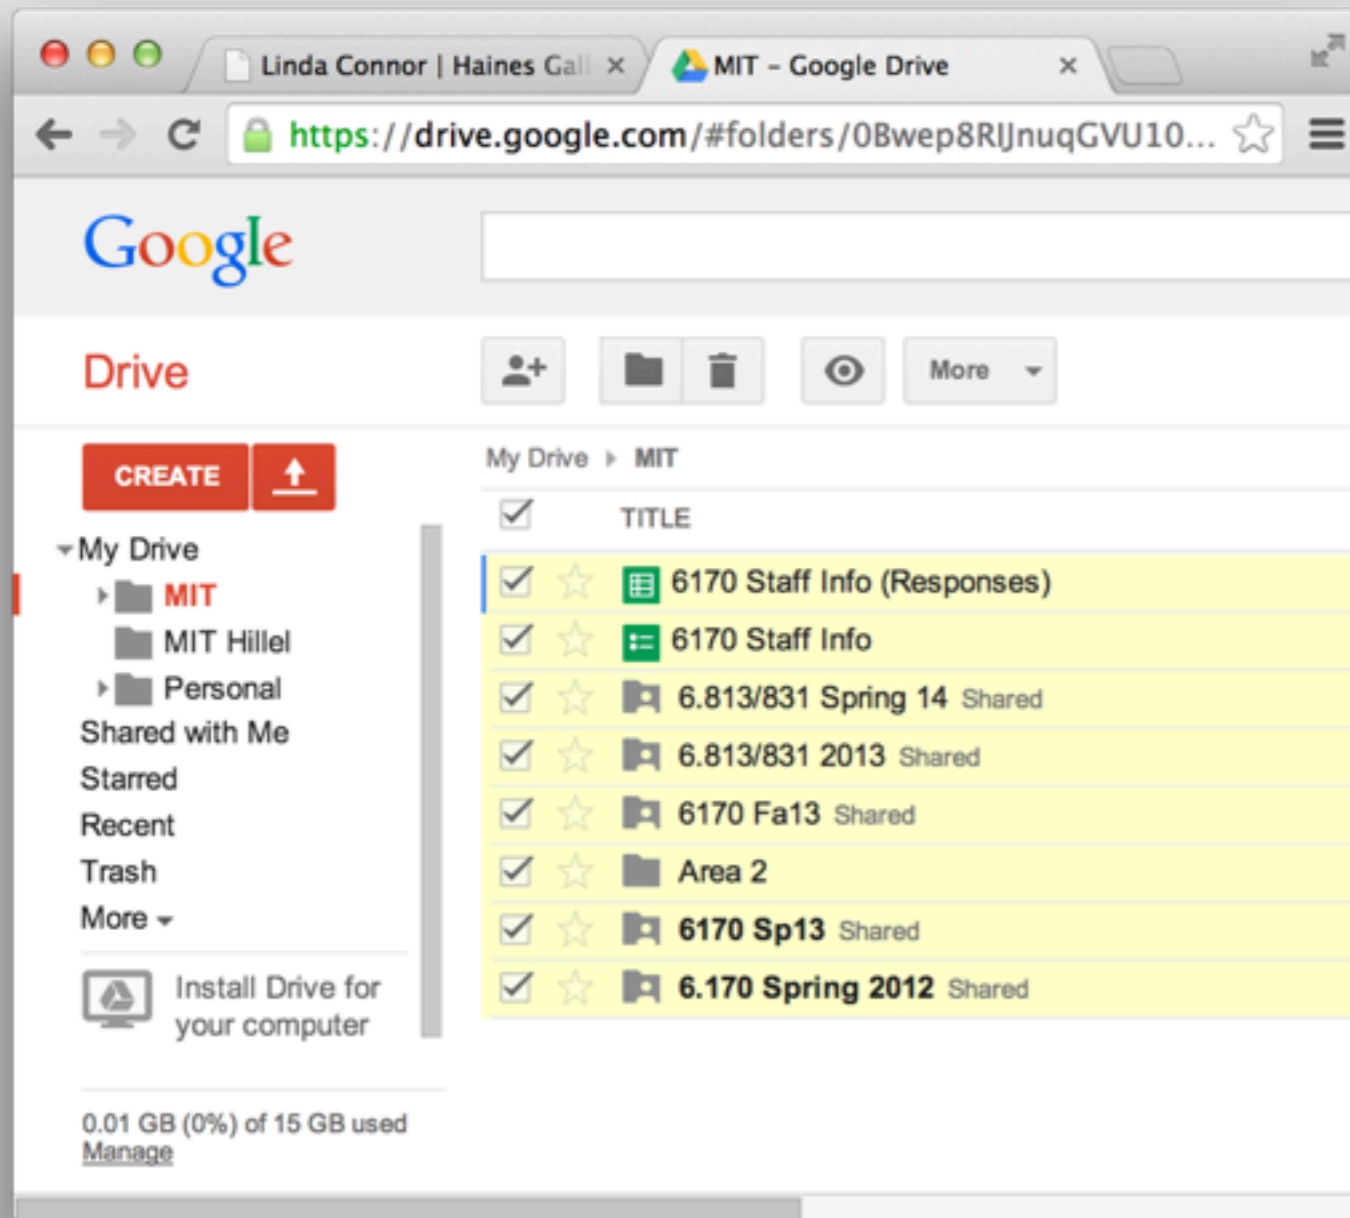 Linda Connor | Haines Gall
MIT - Google Drive
https://drive.google.com/#folders/0Bwep8RlJnuqGVU10...
Google
Drive
More
CREATE
My Drive
MIT
MIT Hillel
Personal
Shared with Me
Starred
Recent
Trash
More
Install Drive for
your computer
0.01 GB (0%) of 15 GB used
Manage
My Drive MIT
TITLE
6170 Staff Info (Responses)
6170 Staff Info
6.813/831 Spring 14 Shared
6.813/831 2013 Shared
6170 Fa13 Shared
Area 2
6170 Sp13 Shared
6.170 Spring 2012 Shared